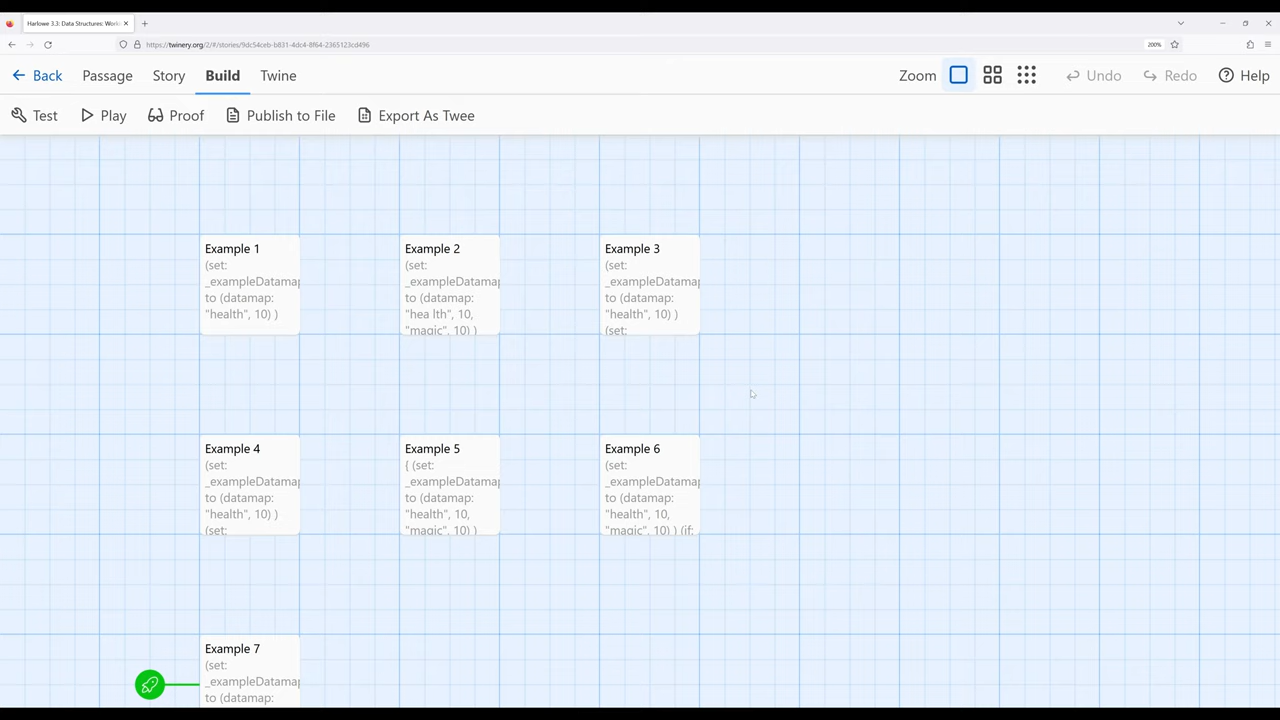 Harlowe 3.3: Data Structures: Work
https://twinery.org/2/#/stories/9dc54ceb-b831-4dc4-8f64-2365123cd496
200%
Back Passage Story Build Twine Zoom Undo Redo Help
Test Play Proof Publish to File Export As Twee
Example 1
(set:
_exampleDatamap
to (datamap:
"health", 10) )
Example 2
(set:
_exampleDatamap
to (datamap:
"hea lth", 10,
"magic", 10) )
Example 3
(set:
_exampleDatamap
to (datamap:
"health", 10) )
(set:
Example 4
(set:
_exampleDatamap
to (datamap:
"health", 10) )
(set:
Example 5
{ (set:
_exampleDatamap
to (datamap:
"health", 10,
"magic", 10) )
Example 6
(set:
_exampleDatamap
to (datamap:
"health", 10,
"magic", 10) ) (if:
Example 7
(set:
_exampleDatamap
to (datamap: